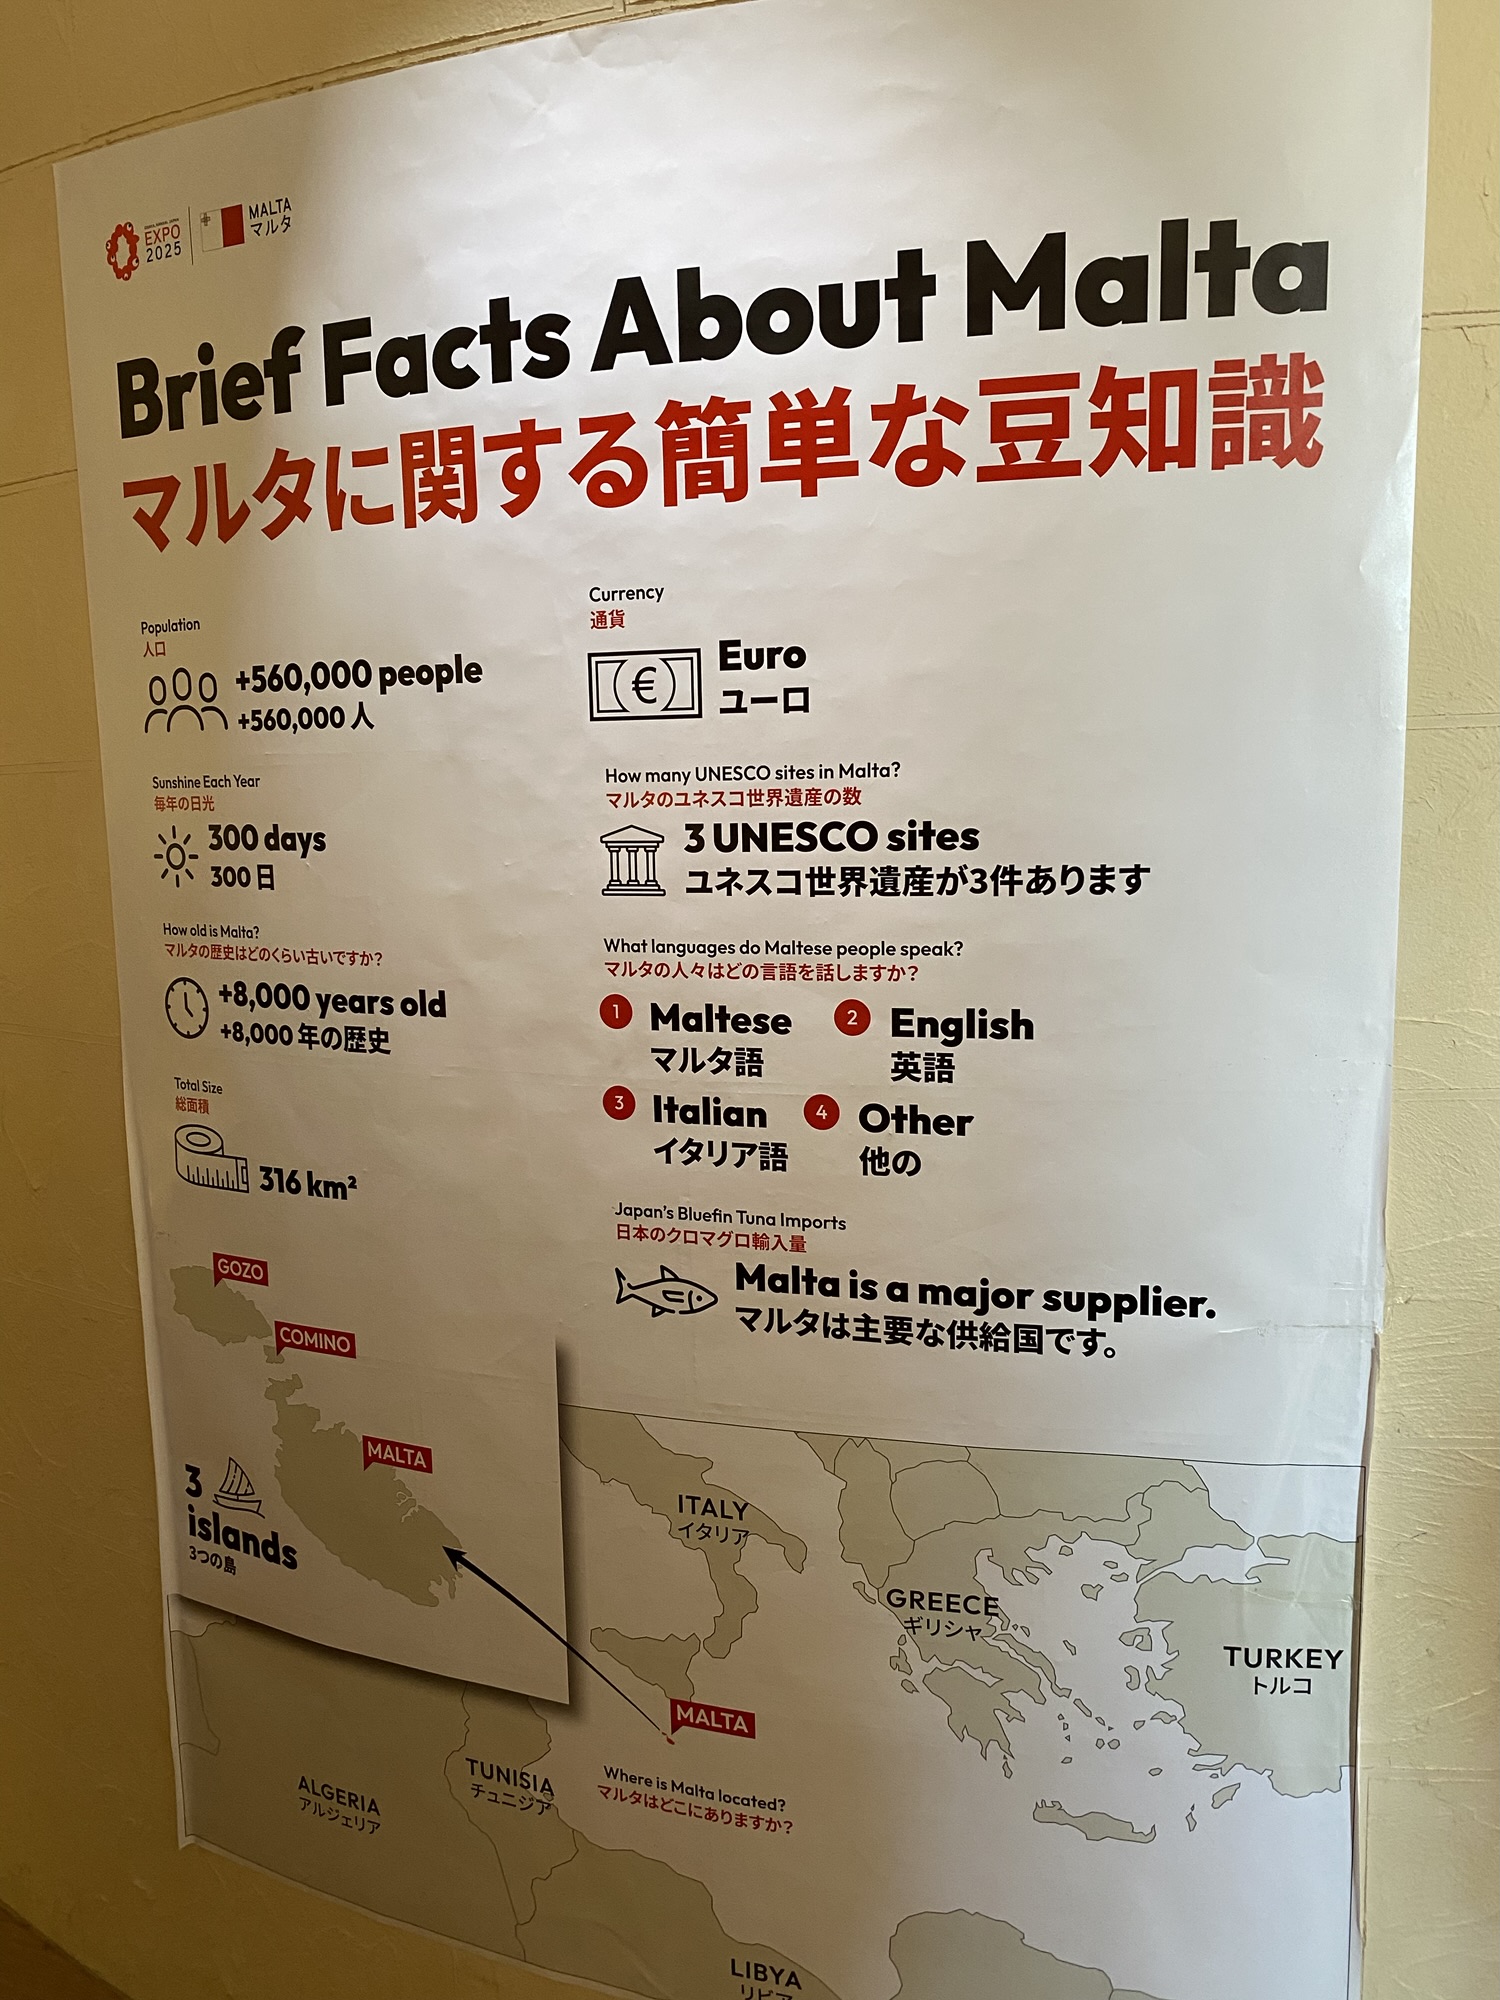 EXPO
2025
MALTA
マルタ
Brief Facts About Malta
マルタに関する簡単な豆知識
Population
人口
+560,000 people
+560,000 人
Sunshine Each Year
毎年の日光
300 days
300 日
How old is Malta?
マルタの歴史はどのくらい古いですか?
+8,000 years old
+8,000 年の歴史
Total Size
総面積
316 km²
Currency
通貨
€
Euro
ユーロ
How many UNESCO sites in Malta?
マルタのユネスコ世界遺産の数
3 UNESCO sites
ユネスコ世界遺産が3件あります
What languages do Maltese people speak?
マルタの人々はどの言語を話しますか?
1 Maltese
マルタ語
2 English
英語
3 Italian
イタリア語
4 Other
他の
Japan's Bluefin Tuna Imports
日本のクロマグロ輸入量
Malta is a major supplier.
マルタは主要な供給国です。
GOZO
COMINO
MALTA
3
islands
3つの島
ITALY
イタリア
GREECE
ギリシャ
TURKEY
トルコ
MALTA
Where is Malta located?
マルタはどこにありますか?
TUNISIA
チュニジア
ALGERIA
アルジェリア
LIBYA
リビア